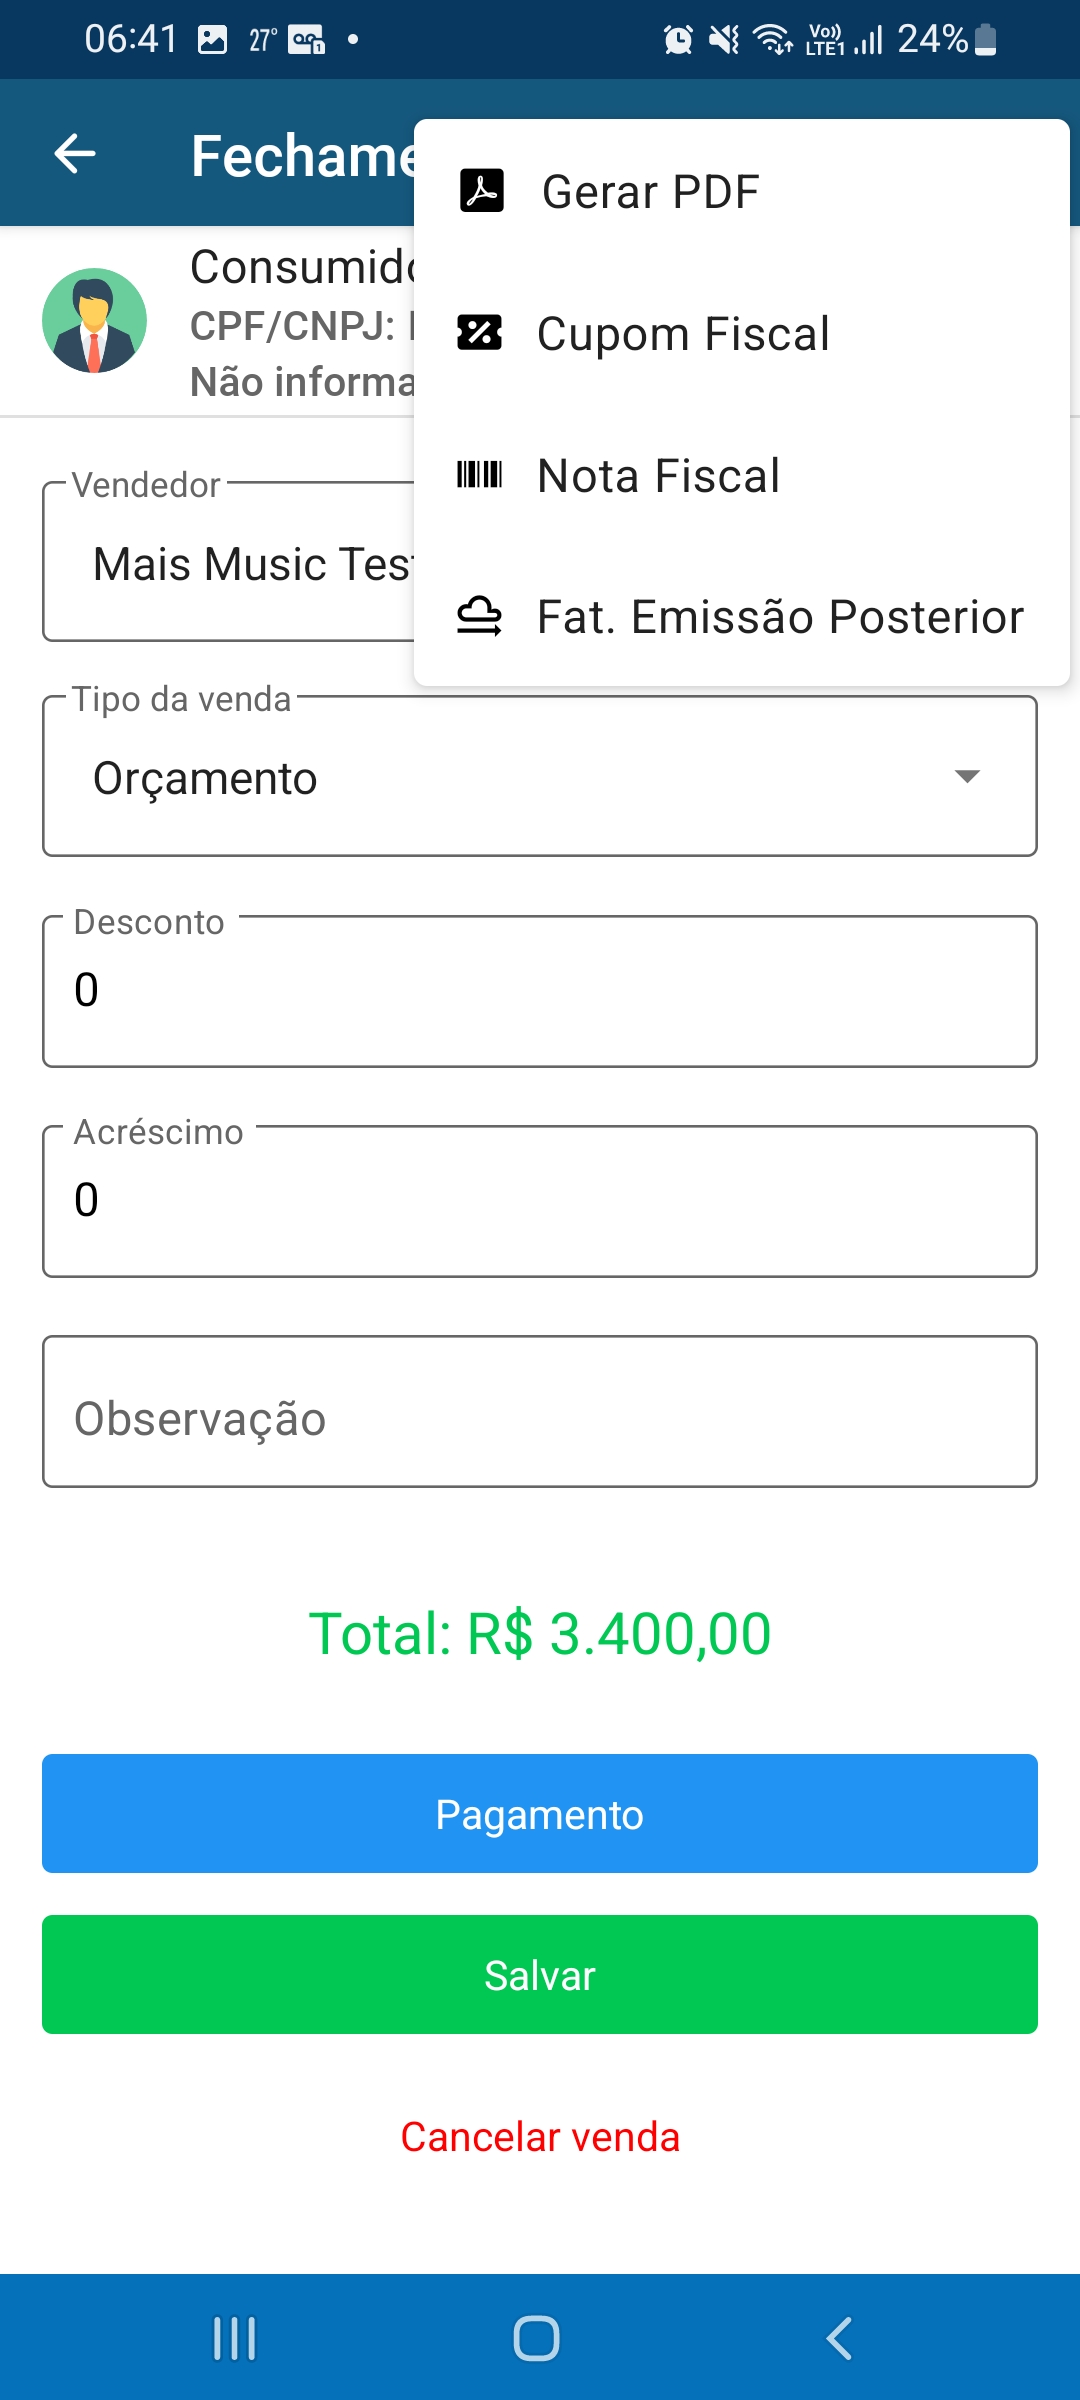 06:41 27° 1 Vo)) LTE1 24%
Fechame
Gerar PDF
Cupom Fiscal
Nota Fiscal
Fat. Emissão Posterior
Consumido
CPF/CNPJ:
Não informa
Vendedor
Mais Music Test
Tipo da venda
Orçamento
Desconto
0
Acréscimo
0
Observação
Total: R$ 3.400,00
Pagamento
Salvar
Cancelar venda